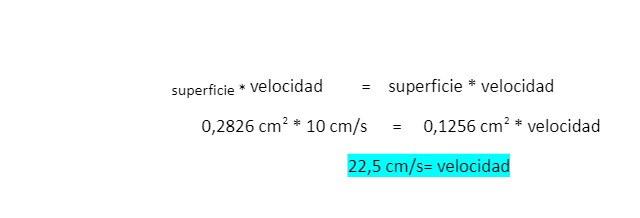 superficie * velocidad = superficie * velocidad
0,2826 cm² * 10 cm/s = 0,1256 cm² * velocidad
22,5 cm/s= velocidad